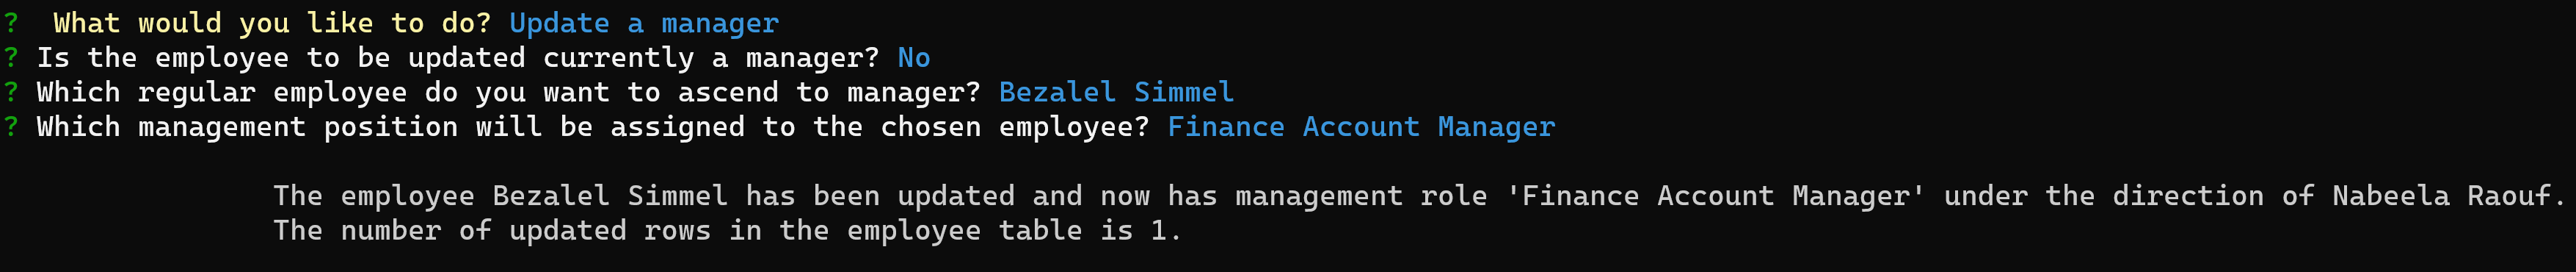 ?  What would you like to do? Update a manager
? Is the employee to be updated currently a manager? No
? Which regular employee do you want to ascend to manager? Bezalel Simmel
? Which management position will be assigned to the chosen employee? Finance Account Manager
The employee Bezalel Simmel has been updated and now has management role 'Finance Account Manager' under the direction of Nabeela Raouf.
The number of updated rows in the employee table is 1.